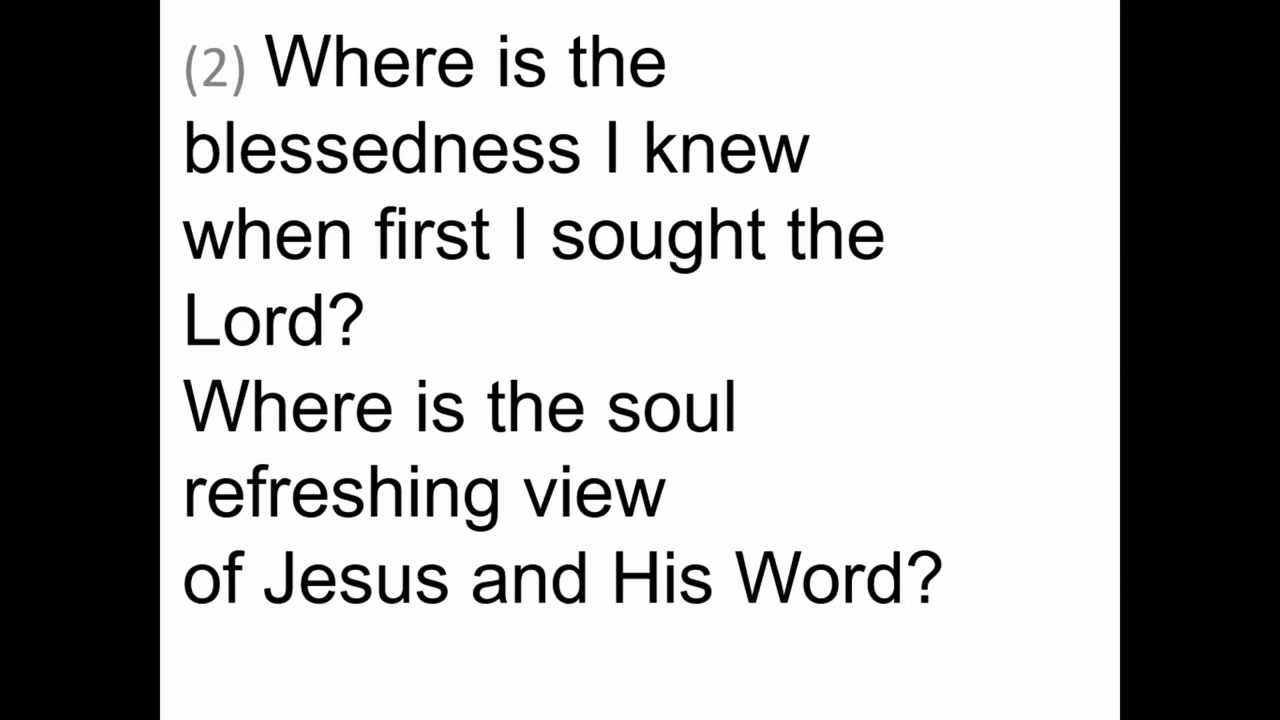 (2) Where is the
blessedness I knew
when first I sought the
Lord?
Where is the soul
refreshing view
of Jesus and His Word?